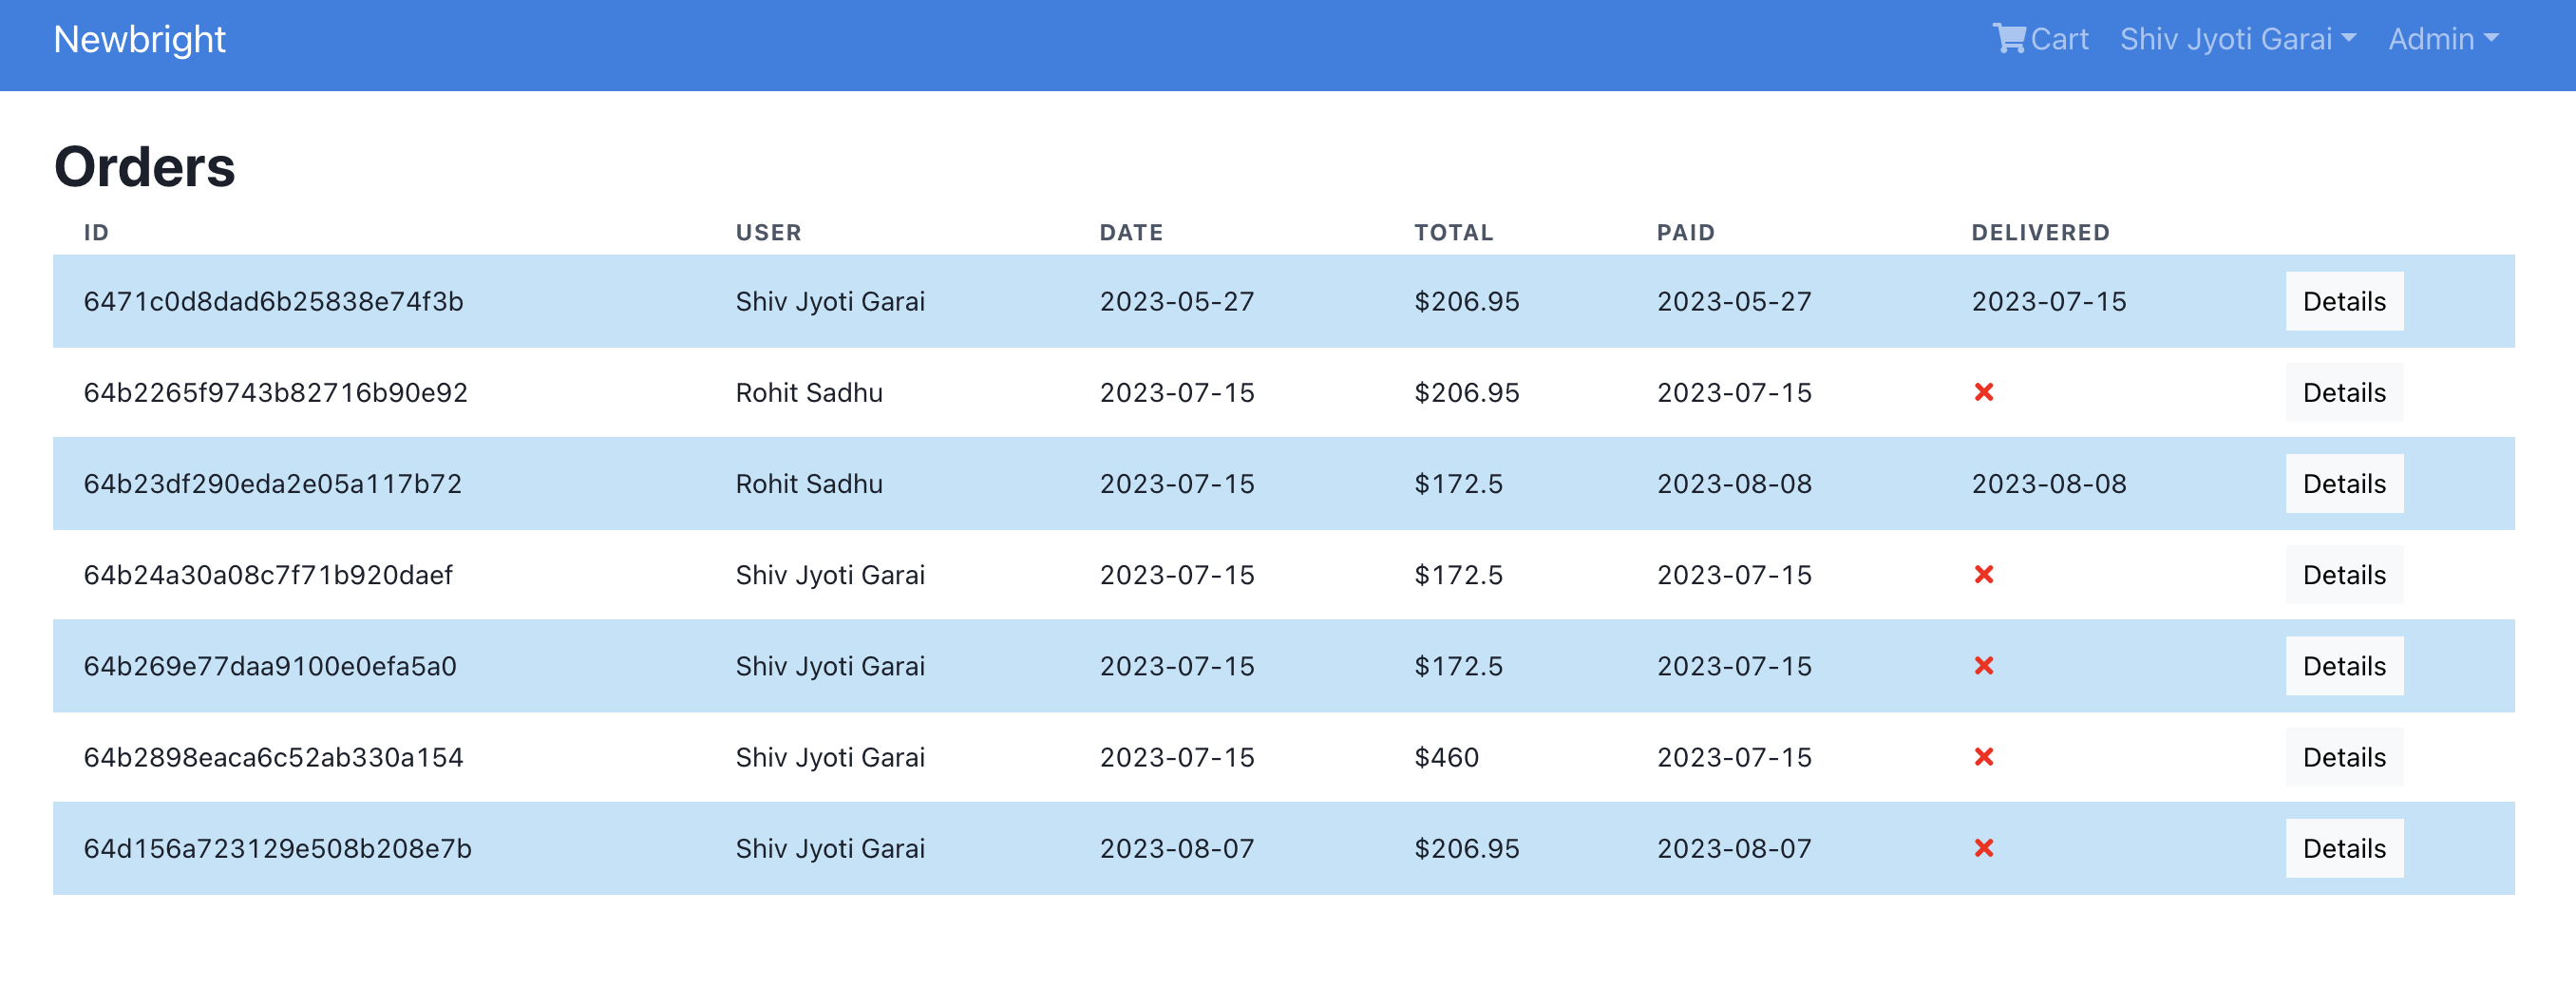 Newbright Cart Shiv Jyoti Garai Admin
Orders
ID USER DATE TOTAL PAID DELIVERED
6471c0d8dad6b25838e74f3b Shiv Jyoti Garai 2023-05-27 $206.95 2023-05-27 2023-07-15 Details
64b2265f9743b82716b90e92 Rohit Sadhu 2023-07-15 $206.95 2023-07-15 Details
64b23df290eda2e05a117b72 Rohit Sadhu 2023-07-15 $172.5 2023-08-08 2023-08-08 Details
64b24a30a08c7f71b920daef Shiv Jyoti Garai 2023-07-15 $172.5 2023-07-15 Details
64b269e77daa9100e0efa5a0 Shiv Jyoti Garai 2023-07-15 $172.5 2023-07-15 Details
64b2898eaca6c52ab330a154 Shiv Jyoti Garai 2023-07-15 $460 2023-07-15 Details
64d156a723129e508b208e7b Shiv Jyoti Garai 2023-08-07 $206.95 2023-08-07 Details